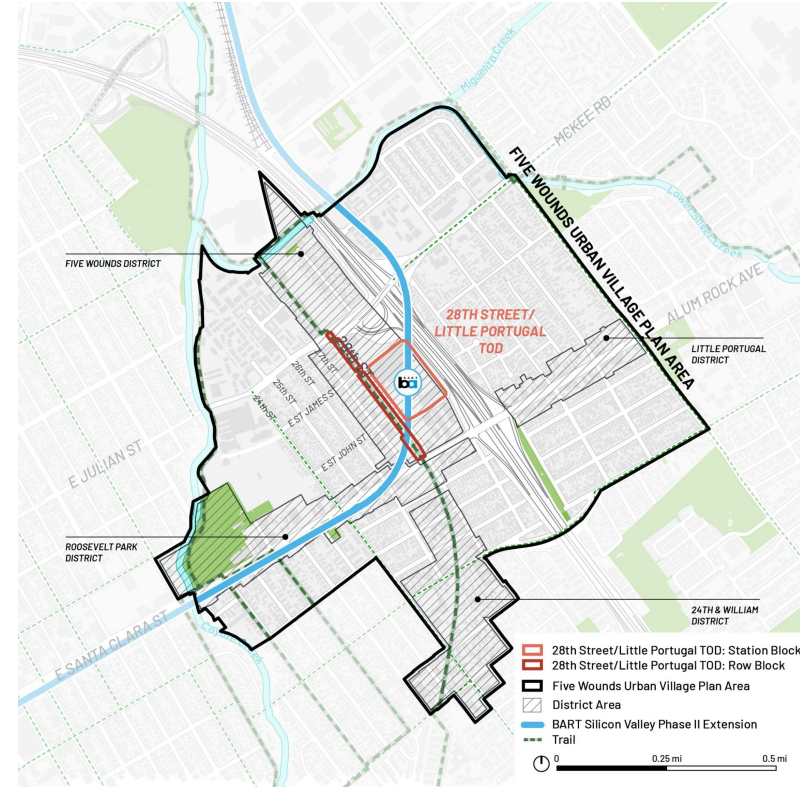 Miguelita Creek
MCKEE RD
FIVE WOUNDS URBAN VILLAGE PLAN AREA
Lower Silver Creek
ALUM ROCK AVE
FIVE WOUNDS DISTRICT
28TH STREET/
LITTLE PORTUGAL
TOD
LITTLE PORTUGAL
DISTRICT
28TH ST
26TH ST
25TH ST
24TH ST
E ST JAMES ST
E ST JOHN ST
BART
E JULIAN ST
ROOSEVELT PARK
DISTRICT
E SANTA CLARA ST
24TH & WILLIAM
DISTRICT
28th Street/Little Portugal TOD: Station Block
28th Street/Little Portugal TOD: Row Block
Five Wounds Urban Village Plan Area
District Area
BART Silicon Valley Phase II Extension
Trail
0 0.25 mi 0.5 mi